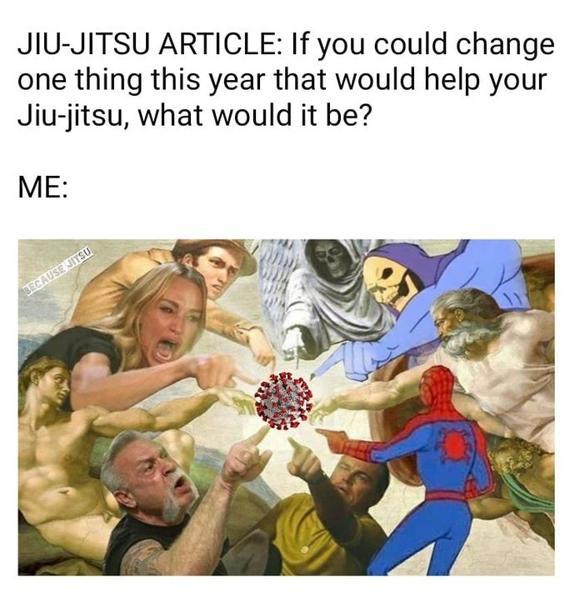 JIU-JITSU ARTICLE: If you could change
one thing this year that would help your
Jiu-jitsu, what would it be?
ME:
BECAUSE JITSU